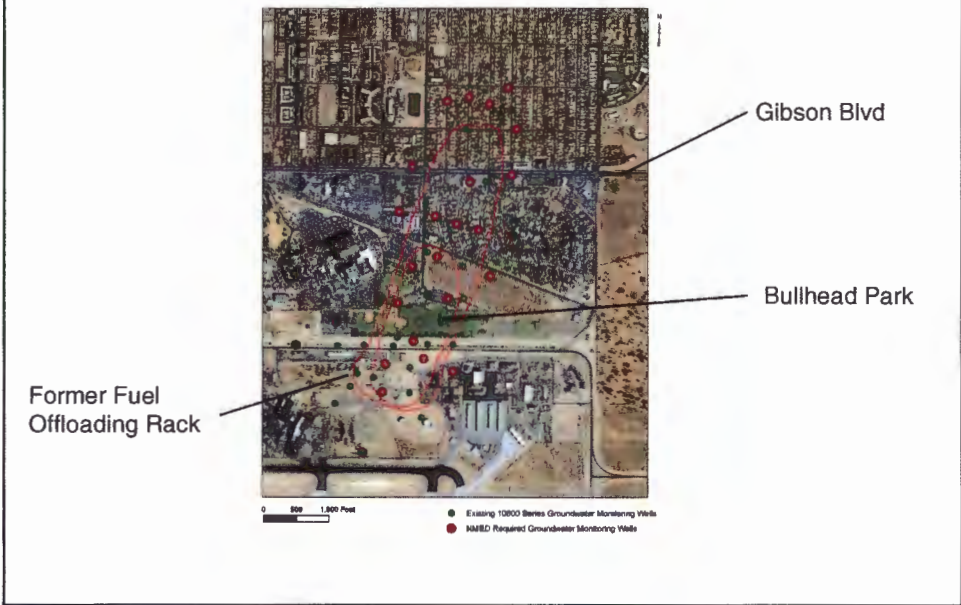 N
Gibson Blvd
Bullhead Park
Former Fuel
Offloading Rack
0 500 1,000 Feet
Existing 10600 Series Groundwater Monitoring Wells
NMED Required Groundwater Monitoring Wells